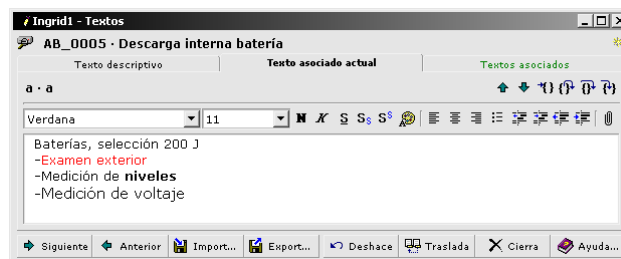 Ingrid1 - Textos
AB_0005 · Descarga interna batería
Texto descriptivo Texto asociado actual Textos asociados
a · a
Verdana 11 N K S S$ S$
Baterías, selección 200 J
-Examen exterior
-Medición de niveles
-Medición de voltaje
Siguiente Anterior Import... Export... Deshace Traslada Cierra Ayuda...